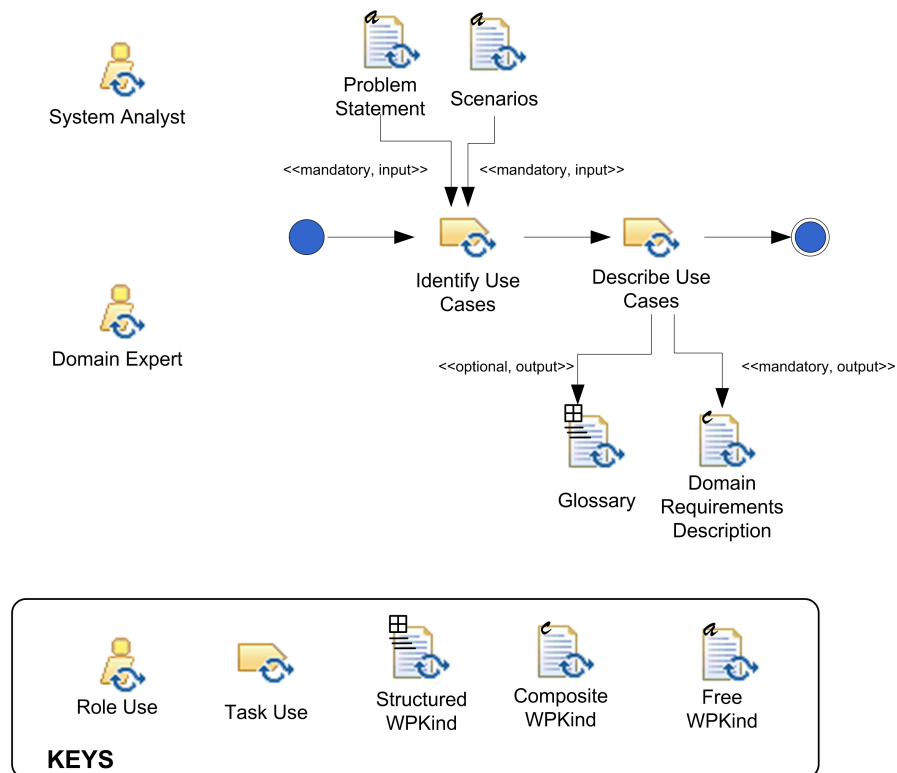 a
a
Problem
Statement
Scenarios
System Analyst
<<mandatory, input>>
<<mandatory, input>>
Identify Use
Cases
Describe Use
Cases
Domain Expert
<<optional, output>>
<<mandatory, output>>
c
Glossary
Domain
Requirements
Description
c
a
Role Use
Task Use
Structured
WPKind
Composite
WPKind
Free
WPKind
KEYS